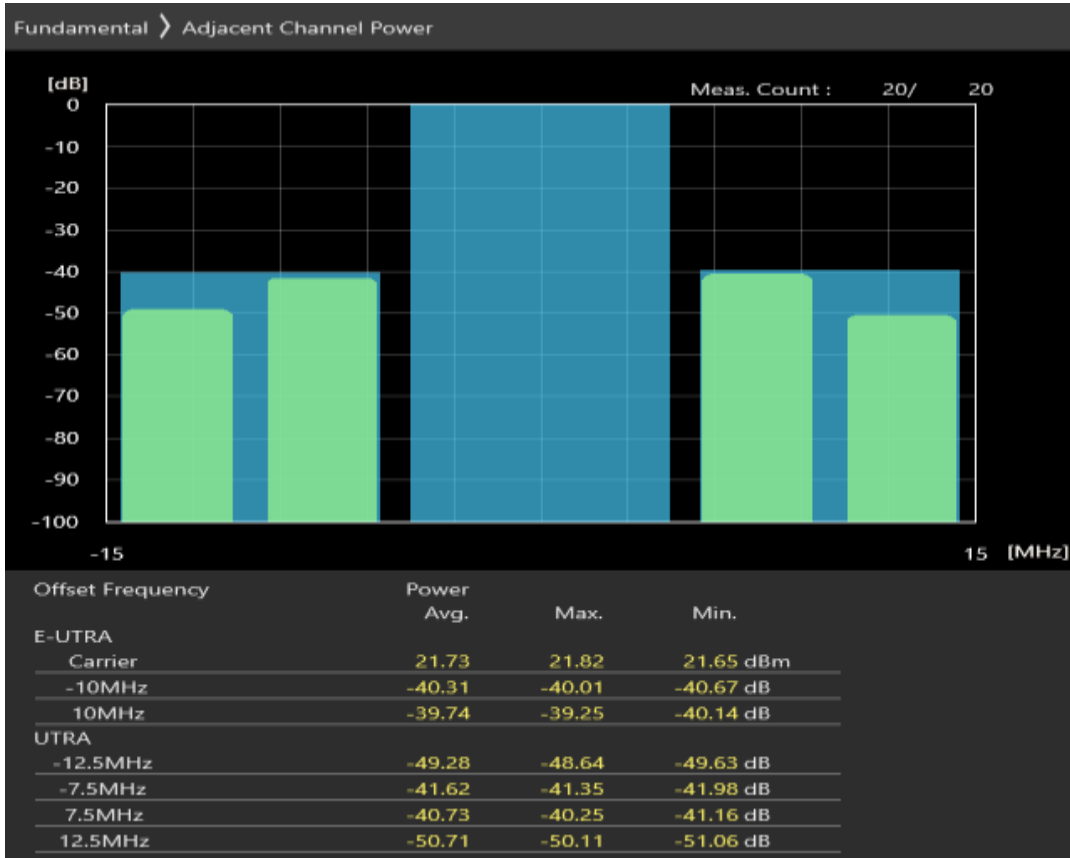 Fundamental 〉 Adjacent Channel Power
[dB]
Meas. Count : 20/ 20
0
-10
-20
-30
-40
-50
-60
-70
-80
-90
-100
-15 15 [MHz]
Offset Frequency Power
Avg. Max. Min.
E-UTRA
Carrier 21.73 21.82 21.65 dBm
-10MHz -40.31 -40.01 -40.67 dB
10MHz -39.74 -39.25 -40.14 dB
UTRA
-12.5MHz -49.28 -48.64 -49.63 dB
-7.5MHz -41.62 -41.35 -41.98 dB
7.5MHz -40.73 -40.25 -41.16 dB
12.5MHz -50.71 -50.11 -51.06 dB